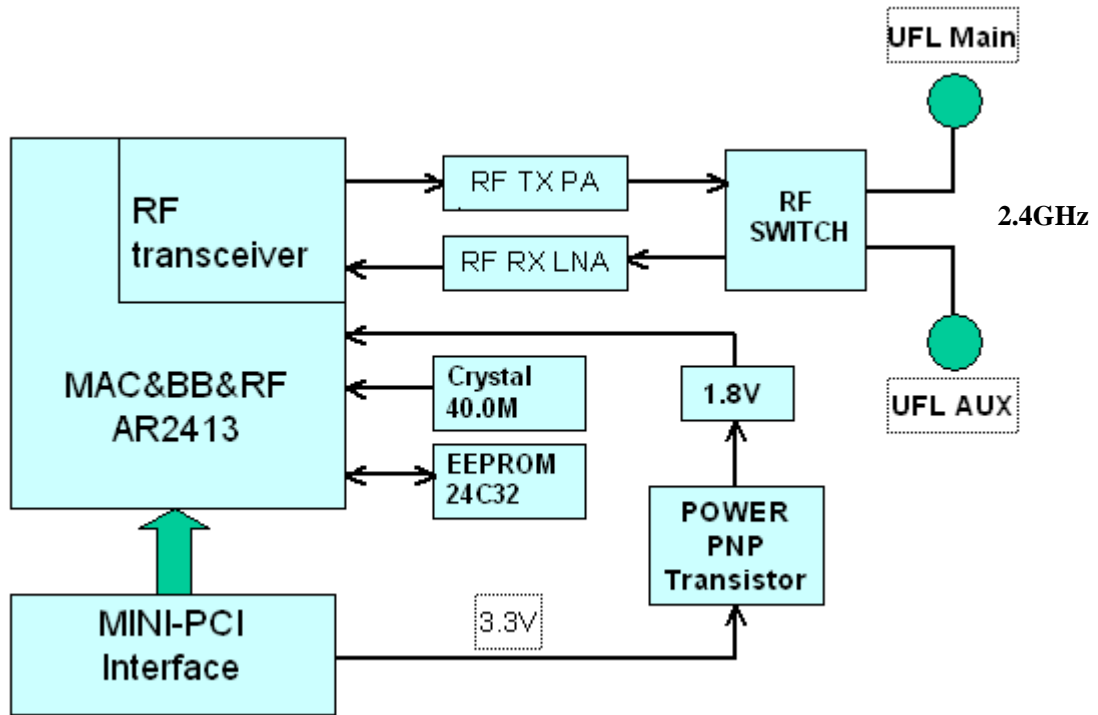 UFL Main
RF
transceiver
RF TX PA
RF
SWITCH
2.4GHz
RF RX LNA
MAC&BB&RF
AR2413
Crystal
40.0M
1.8V
UFL AUX
EEPROM
24C32
POWER
PNP
Transistor
MINI-PCI
Interface
3.3V